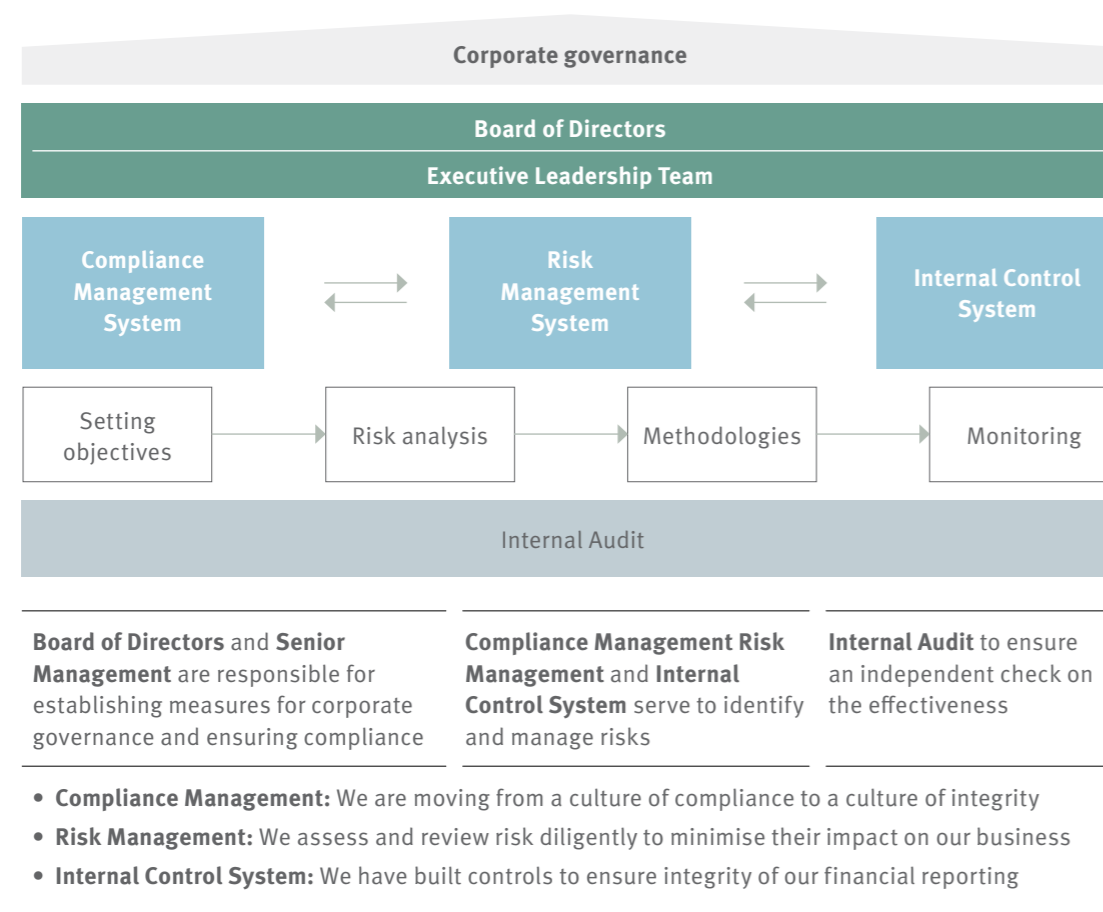 Corporate governance
Board of Directors
Executive Leadership Team
Compliance
Management
System
Risk
Management
System
Internal Control
System
Setting
objectives
Risk analysis
Methodologies
Monitoring
Internal Audit
Board of Directors and Senior
Management are responsible for
establishing measures for corporate
governance and ensuring compliance
Compliance Management Risk
Management and Internal
Control System serve to identify
and manage risks
Internal Audit to ensure
an independent check on
the effectiveness
• Compliance Management: We are moving from a culture of compliance to a culture of integrity
• Risk Management: We assess and review risk diligently to minimise their impact on our business
• Internal Control System: We have built controls to ensure integrity of our financial reporting